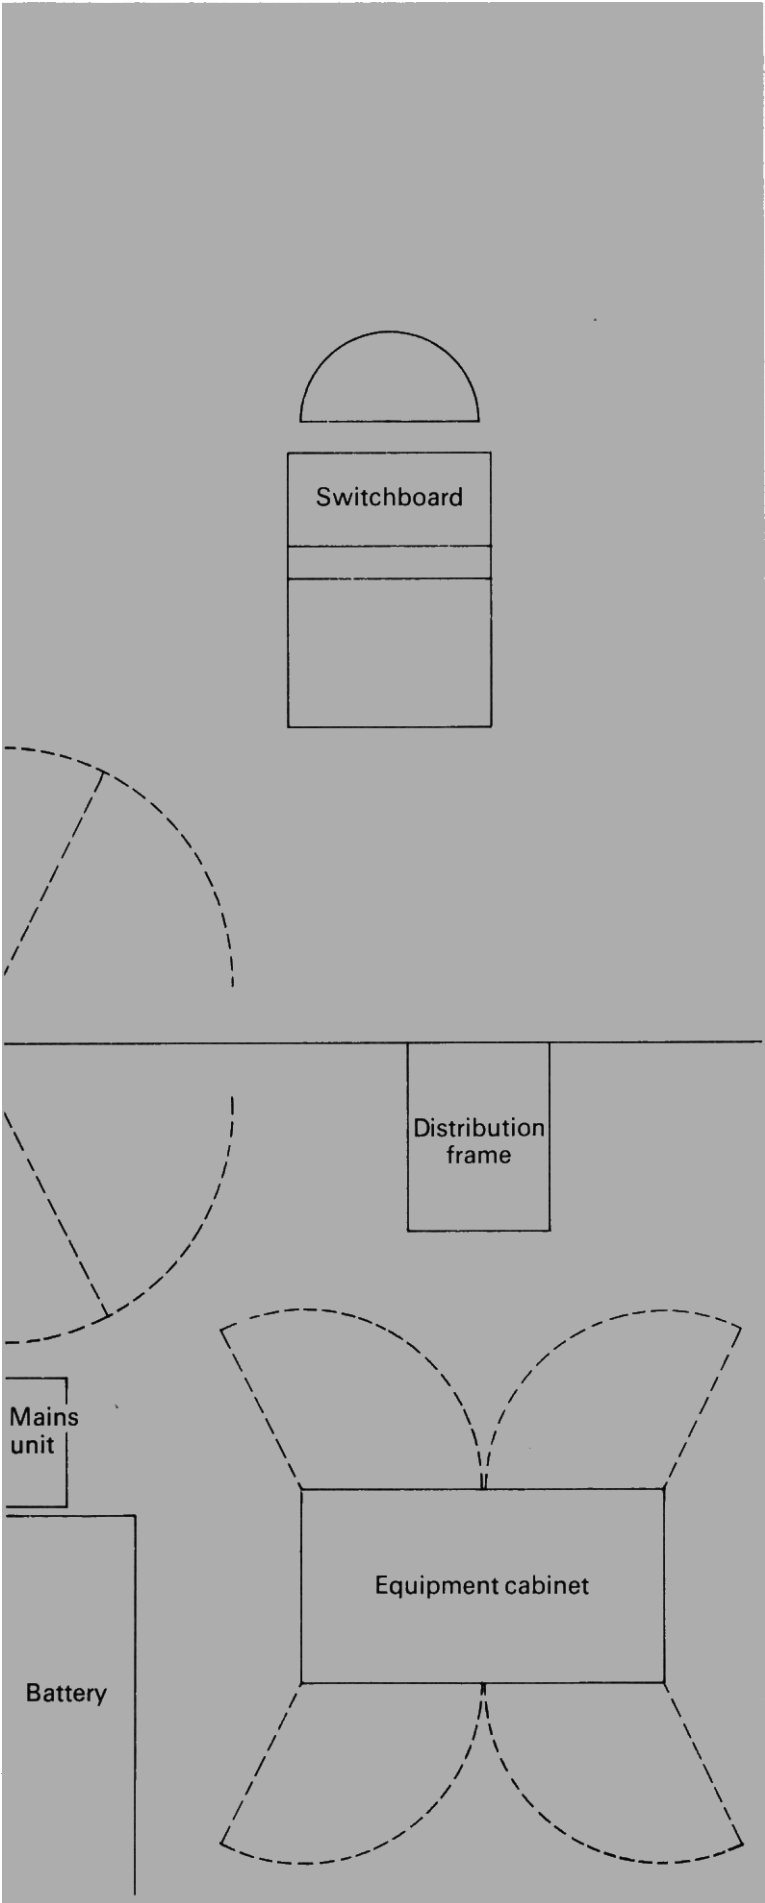 Switchboard
Distribution
frame
Mains
unit
Equipment cabinet
Battery